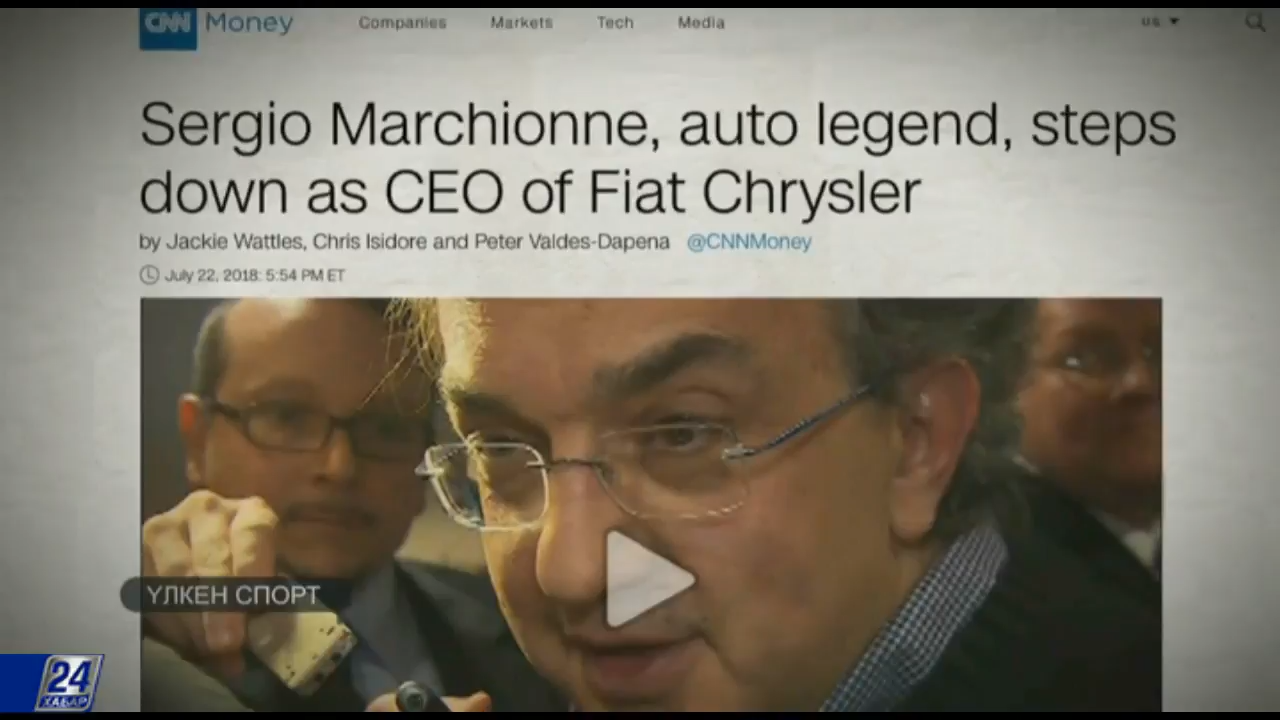 CNN Money Companies Markets Tech Media US
Sergio Marchionne, auto legend, steps
down as CEO of Fiat Chrysler
by Jackie Wattles, Chris Isidore and Peter Valdes-Dapena @CNNMoney
July 22, 2018: 5:54 PM ET
ҮЛКЕН СПОРТ
24
ХАБАР